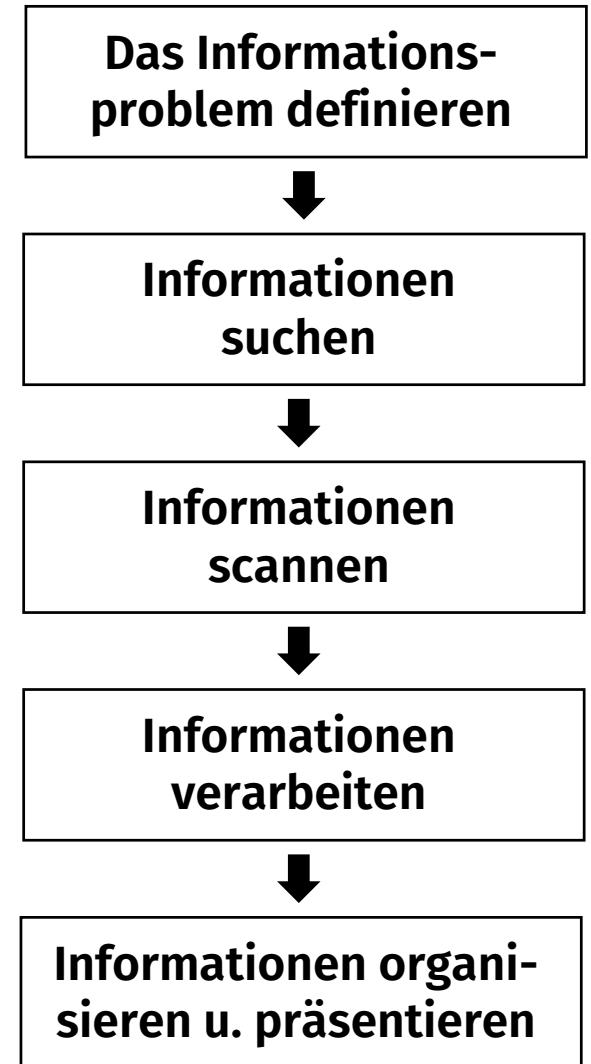 Das Informations-
problem definieren
Informationen
suchen
Informationen
scannen
Informationen
verarbeiten
Informationen organi-
sieren u. präsentieren